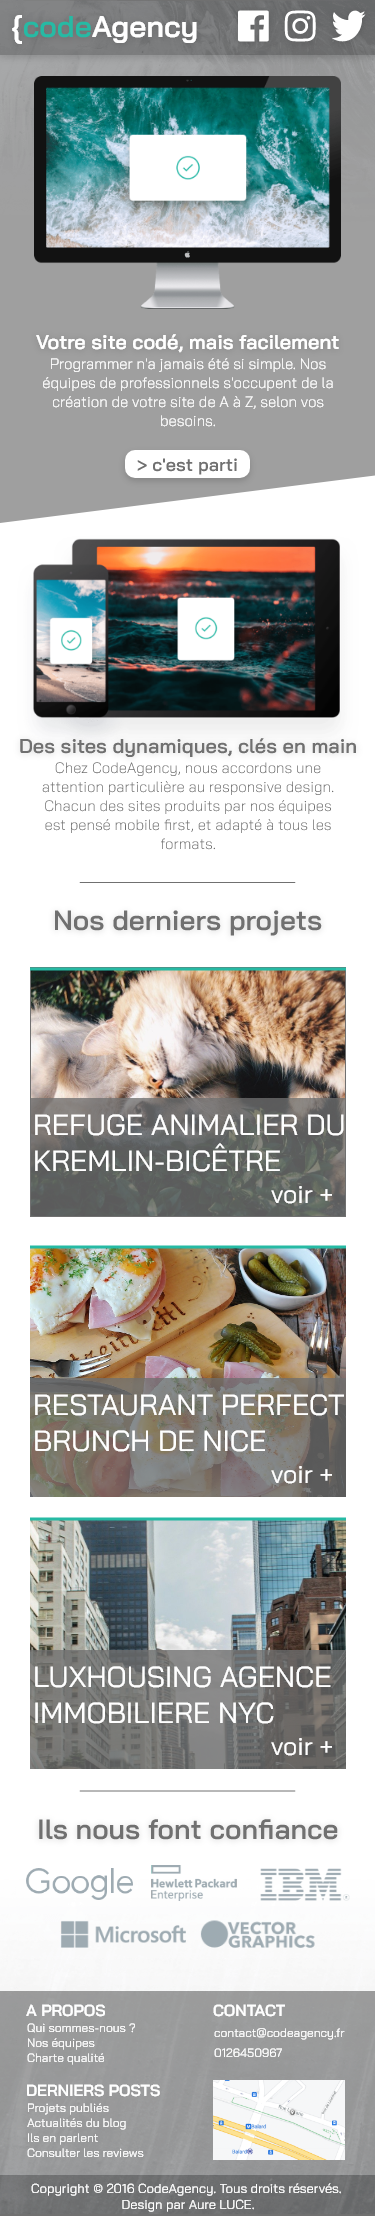 {codeAgency
Votre site codé, mais facilement
Programmer n'a jamais été si simple. Nos
équipes de professionnels s'occupent de la
création de votre site de A à Z, selon vos
besoins.
> c'est parti
Des sites dynamiques, clés en main
Chez CodeAgency, nous accordons une
attention particulière au responsive design.
Chacun des sites produits par nos équipes
est pensé mobile first, et adapté à tous les
formats.
Nos derniers projets
REFUGE ANIMALIER DU
KREMLIN-BICÊTRE
voir +
RESTAURANT PERFECT
BRUNCH DE NICE
voir +
LUXHOUSING AGENCE
IMMOBILIERE NYC
voir +
Ils nous font confiance
Google
Hewlett Packard
Enterprise
IBM
Microsoft
VECTOR
GRAPHICS
A PROPOS
Qui sommes-nous ?
Nos équipes
Charte qualité
DERNIERS POSTS
Projets publiés
Actualités du blog
Ils en parlent
Consulter les reviews
CONTACT
contact@codeagency.fr
0126450987
Balard
Balard
Copyright © 2016 CodeAgency. Tous droits réservés.
Design par Aure LUCE.